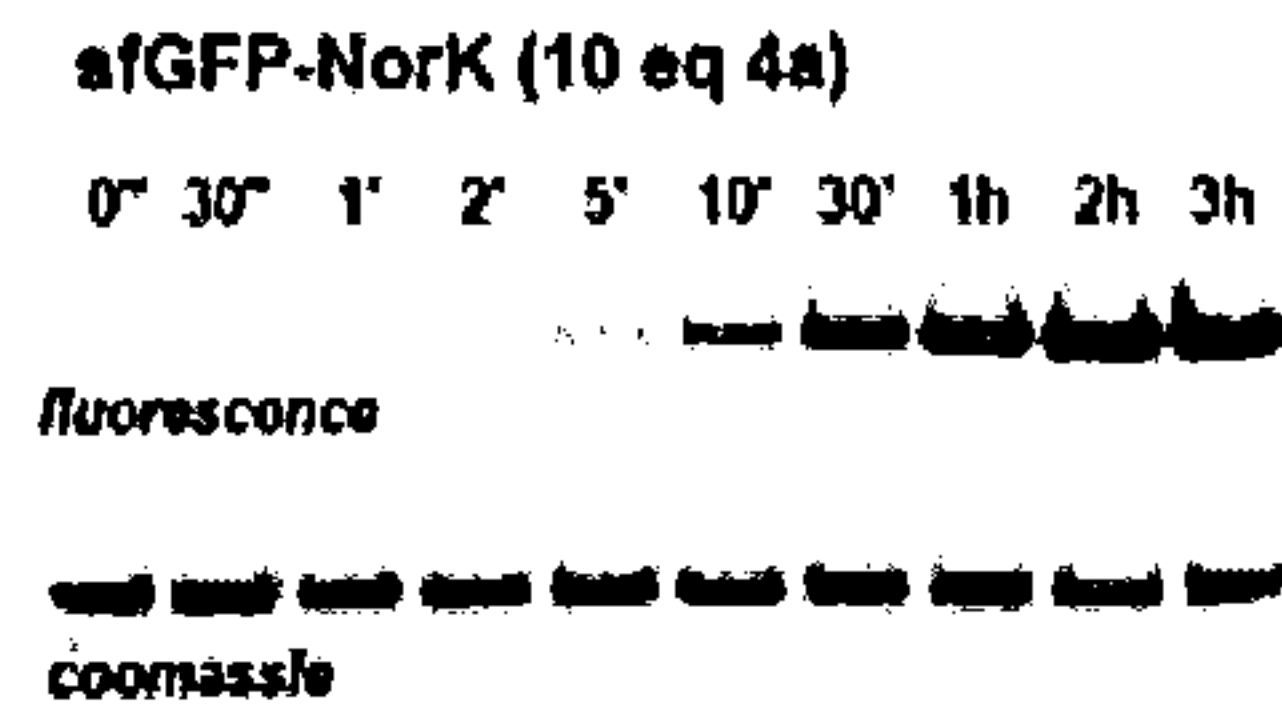 afGFP-NorK (10 eq 4a)
0'' 30'' 1' 2' 5' 10' 30' 1h 2h 3h
fluorescence
coomassie